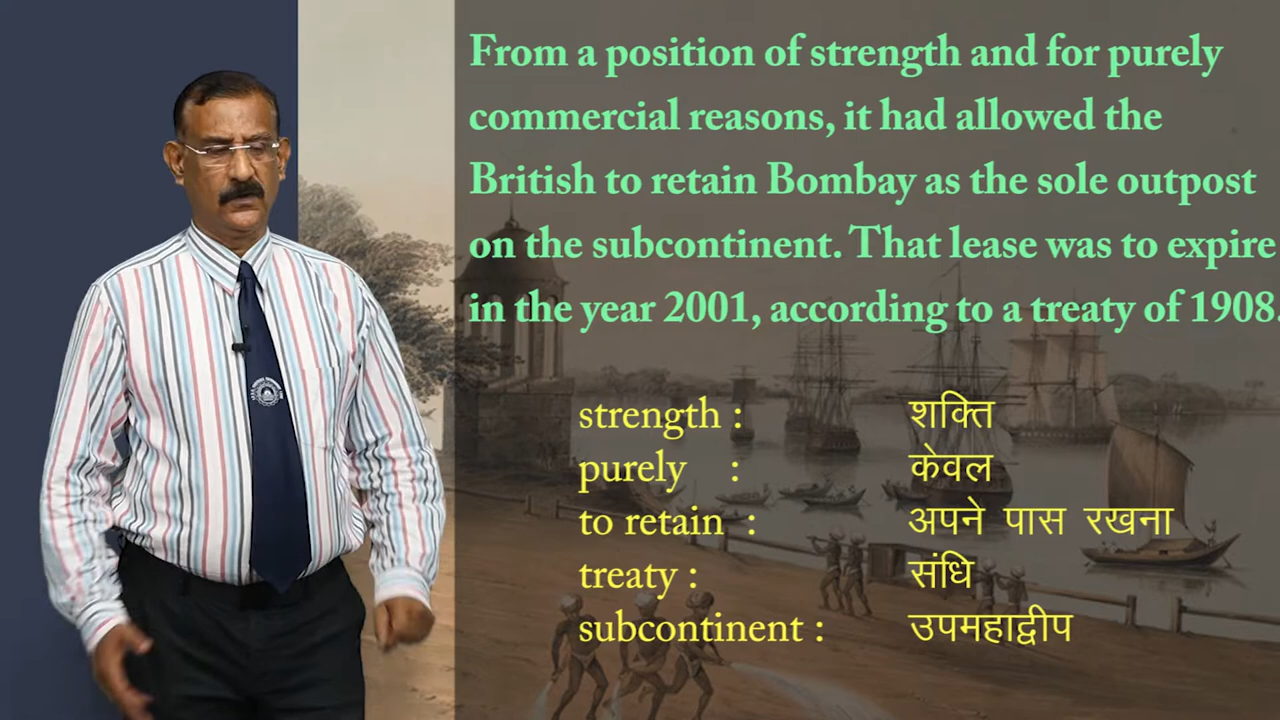 From a position of strength and for purely
commercial reasons, it had allowed the
British to retain Bombay as the sole outpost
on the subcontinent. That lease was to expire
in the year 2001, according to a treaty of 1908.
strength : शक्ति
purely : केवल
to retain : अपने पास रखना
treaty : संधि
subcontinent : उपमहाद्वीप